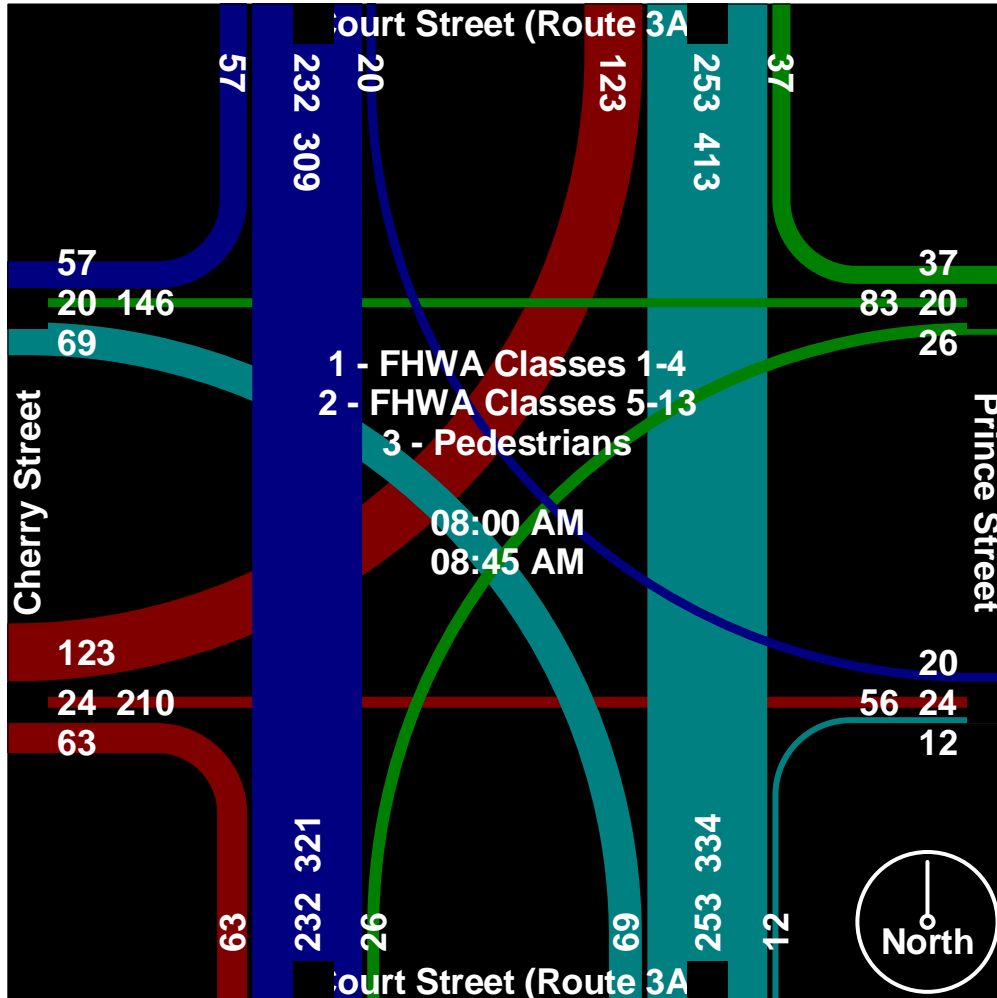 Court Street (Route 3A
57
232 309
20
123
253 413
37
57
20 146
69
37
83 20
26
1 - FHWA Classes 1-4
2 - FHWA Classes 5-13
3 - Pedestrians
08:00 AM
08:45 AM
Cherry Street
Prince Street
123
24 210
63
20
56 24
12
63
232 321
26
69
253 334
12
North
Court Street (Route 3A